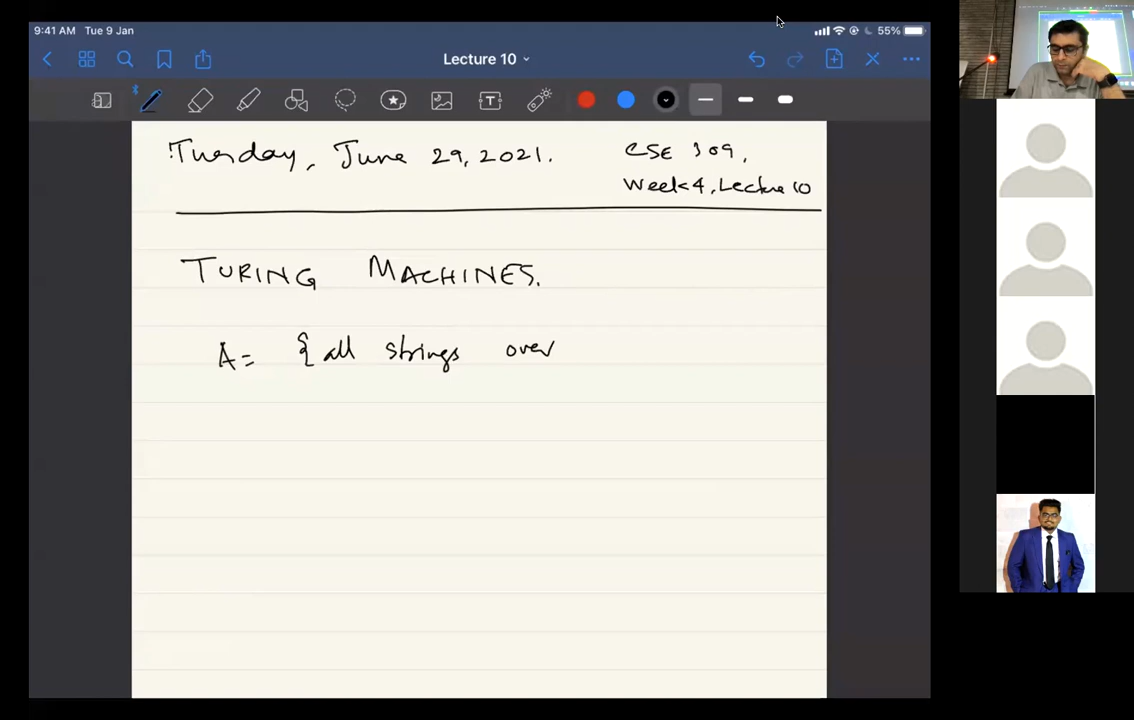 9:41 AM Tue 9 Jan 55%
Lecture 10
Tuesday, June 29, 2021. CSE 309,
Week 4, Lecture 10
TURING MACHINES.
A = { all strings over